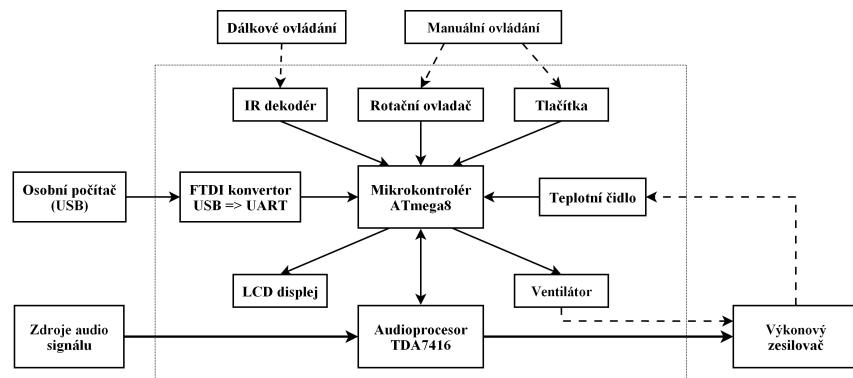 Dálkové ovládání
Manuální ovládání
IR dekodér
Rotační ovladač
Tlačítka
Osobní počítač
(USB)
FTDI konvertor
USB => UART
Mikrokontrolér
ATmega8
Teplotní čidlo
LCD displej
Ventilátor
Zdroje audio
signálu
Audioprocesor
TDA7416
Výkonový
zesilovač